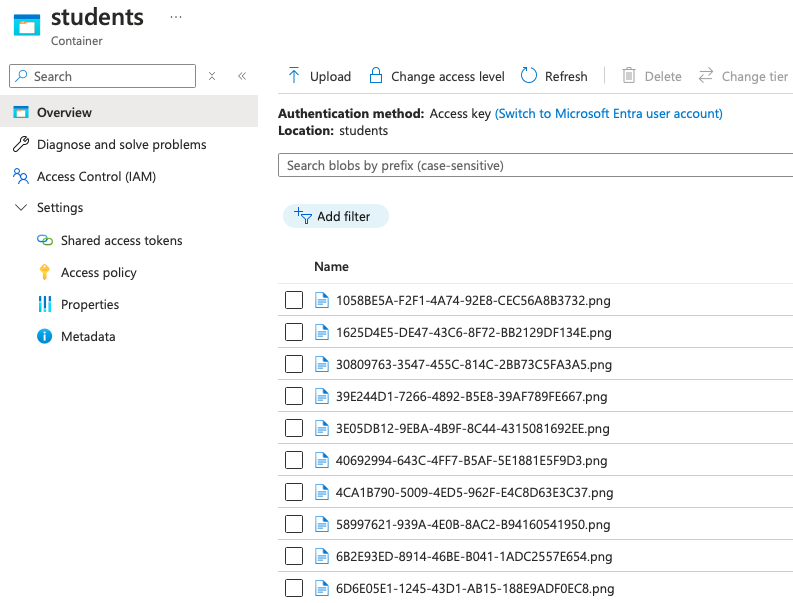 students ...
Container
Search
Upload Change access level Refresh Delete Change tier
Overview
Diagnose and solve problems
Access Control (IAM)
Settings
Shared access tokens
Access policy
Properties
Metadata
Authentication method: Access key (Switch to Microsoft Entra user account)
Location: students
Search blobs by prefix (case-sensitive)
Add filter
Name
1058BE5A-F2F1-4A74-92E8-CEC56A8B3732.png
1625D4E5-DE47-43C6-8F72-BB2129DF134E.png
30809763-3547-455C-814C-2BB73C5FA3A5.png
39E244D1-7266-4892-B5E8-39AF789FE667.png
3E05DB12-9EBA-4B9F-8C44-4315081692EE.png
40692994-643C-4FF7-B5AF-5E1881E5F9D3.png
4CA1B790-5009-4ED5-962F-E4C8D63E3C37.png
58997621-939A-4E0B-8AC2-B94160541950.png
6B2E93ED-8914-46BE-B041-1ADC2557E654.png
6D6E05E1-1245-43D1-AB15-188E9ADF0EC8.png